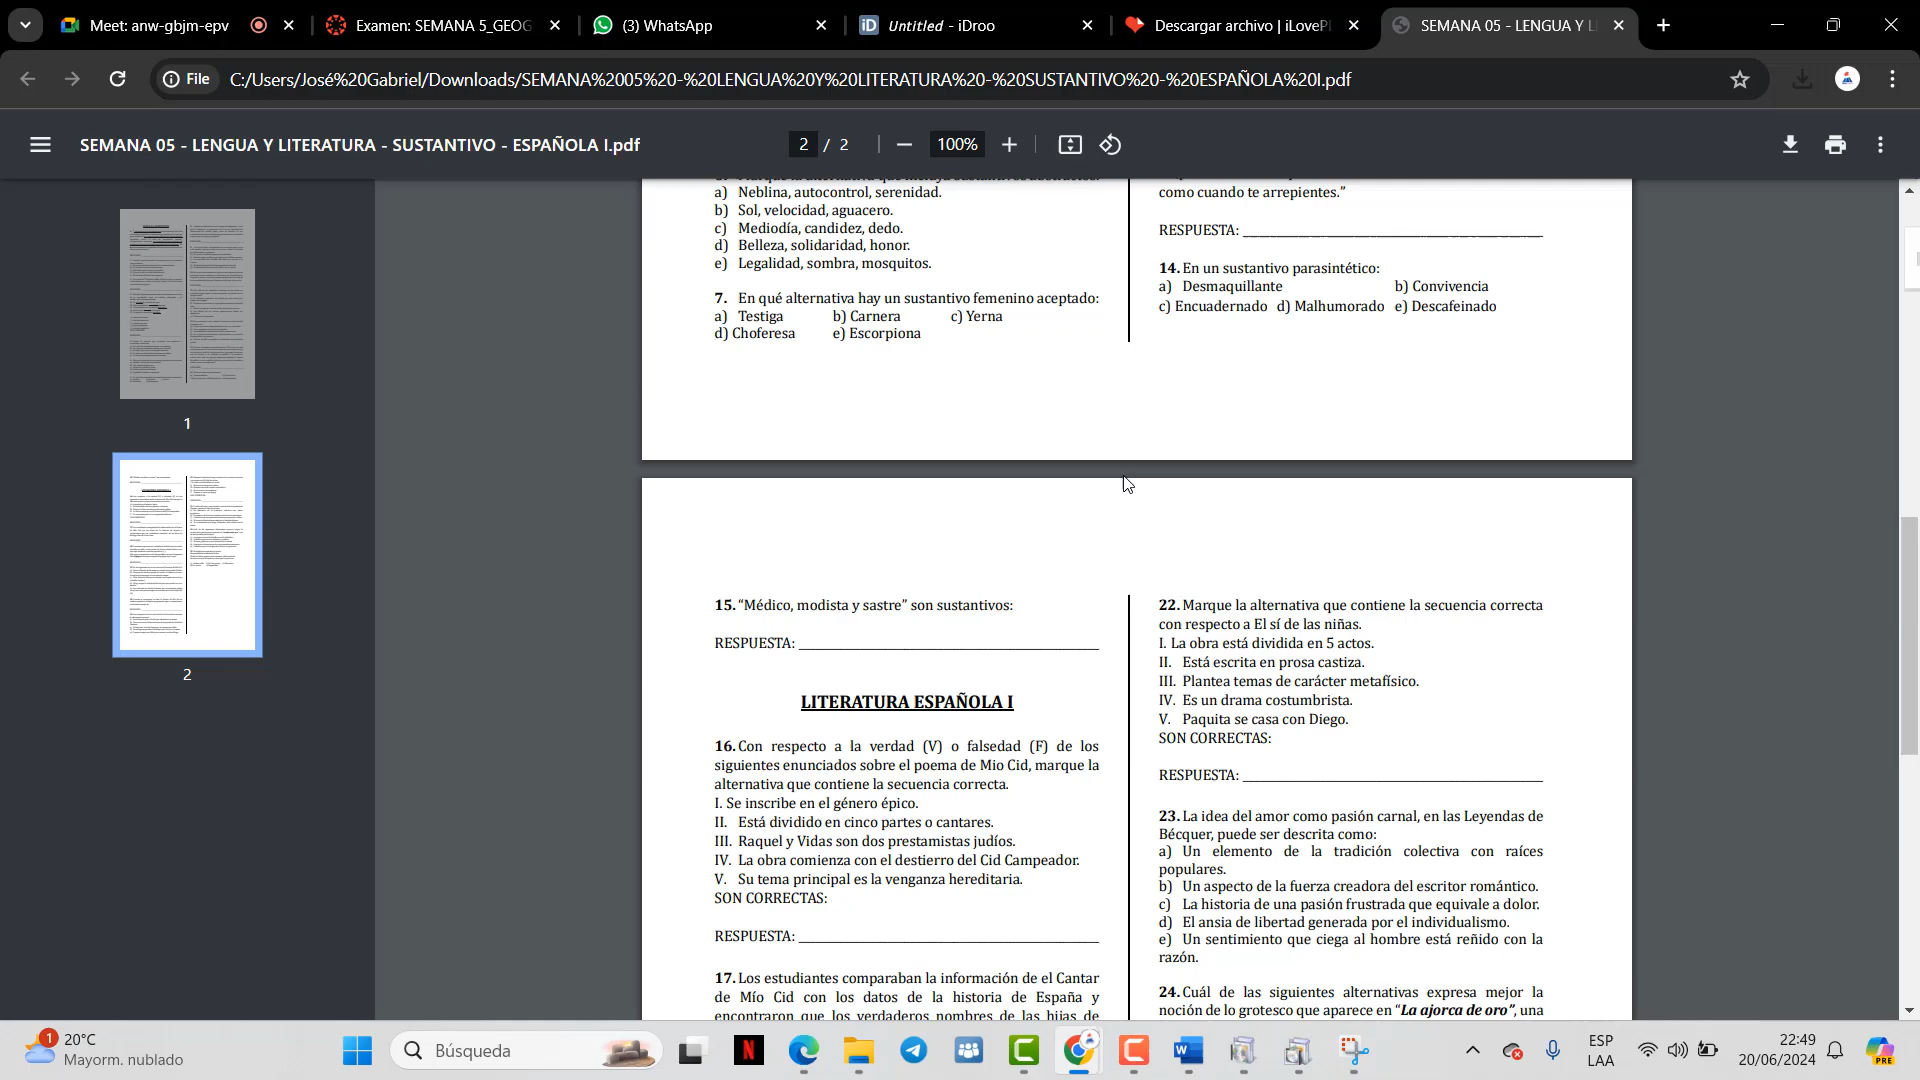 Meet: anw-gbjm-epv
Examen: SEMANA 5_GEOG
(3) WhatsApp
Untitled - iDroo
Descargar archivo | iLovePI
SEMANA 05 - LENGUA Y LI
File
C:/Users/José%20Gabriel/Downloads/SEMANA%2005%20-%20LENGUA%20Y%20LITERATURA%20-%20SUSTANTIVO%20-%20ESPAÑOLA%20I.pdf
SEMANA 05 - LENGUA Y LITERATURA - SUSTANTIVO - ESPAÑOLA I.pdf
2 / 2
100%
1
2
a) Neblina, autocontrol, serenidad.
b) Sol, velocidad, aguacero.
c) Mediodía, candidez, dedo.
d) Belleza, solidaridad, honor.
e) Legalidad, sombra, mosquitos.
7. En qué alternativa hay un sustantivo femenino aceptado:
a) Testiga b) Carnera c) Yerna
d) Choferesa e) Escorpiona
como cuando te arrepientes.”
RESPUESTA: ______
14. En un sustantivo parasintético:
a) Desmaquillante b) Convivencia
c) Encuadernado d) Malhumorado e) Descafeinado
15. “Médico, modista y sastre” son sustantivos:
RESPUESTA: ______
LITERATURA ESPAÑOLA I
16. Con respecto a la verdad (V) o falsedad (F) de los
siguientes enunciados sobre el poema de Mio Cid, marque la
alternativa que contiene la secuencia correcta.
I. Se inscribe en el género épico.
II. Está dividido en cinco partes o cantares.
III. Raquel y Vidas son dos prestamistas judíos.
IV. La obra comienza con el destierro del Cid Campeador.
V. Su tema principal es la venganza hereditaria.
SON CORRECTAS:
RESPUESTA: ______
17. Los estudiantes comparaban la información de el Cantar
de Mío Cid con los datos de la historia de España y
encontraron que los verdaderos nombres de las hijas de
22. Marque la alternativa que contiene la secuencia correcta
con respecto a El sí de las niñas.
I. La obra está dividida en 5 actos.
II. Está escrita en prosa castiza.
III. Plantea temas de carácter metafísico.
IV. Es un drama costumbrista.
V. Paquita se casa con Diego.
SON CORRECTAS:
RESPUESTA: ______
23. La idea del amor como pasión carnal, en las Leyendas de
Bécquer, puede ser descrita como:
a) Un elemento de la tradición colectiva con raíces
populares.
b) Un aspecto de la fuerza creadora del escritor romántico.
c) La historia de una pasión frustrada que equivale a dolor.
d) El ansia de libertad generada por el individualismo.
e) Un sentimiento que ciega al hombre está reñido con la
razón.
24. Cuál de las siguientes alternativas expresa mejor la
noción de lo grotesco que aparece en “La ajorca de oro”, una
1
20°C
Mayorm. nublado
Búsqueda
ESP
LAA
22:49
20/06/2024
PRE